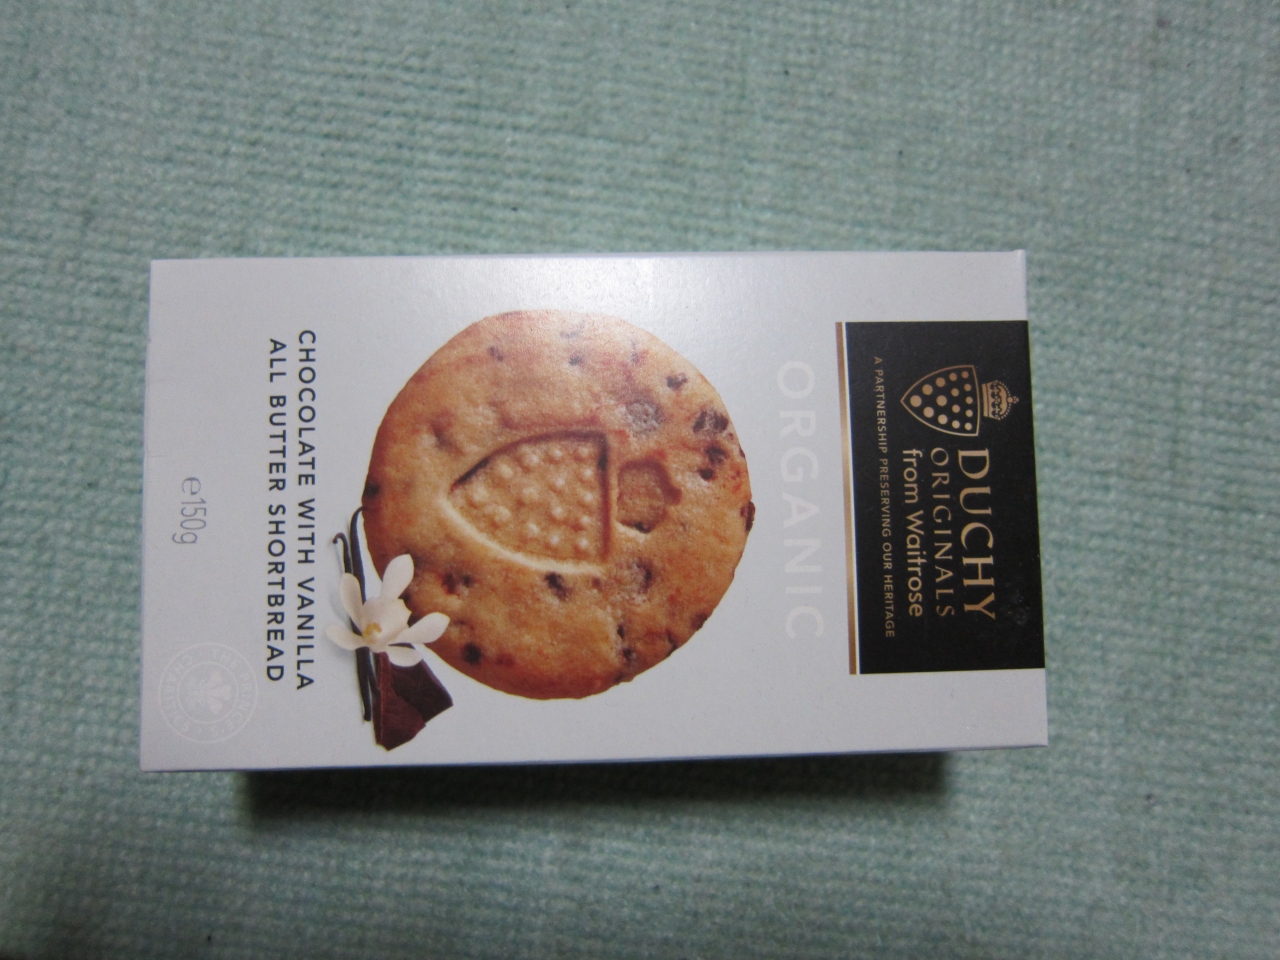 DUCHY
ORIGINALS
from Waitrose
A PARTNERSHIP PRESERVING OUR HERITAGE
ORGANIC
CHOCOLATE WITH VANILLA
ALL BUTTER SHORTBREAD
℮150g